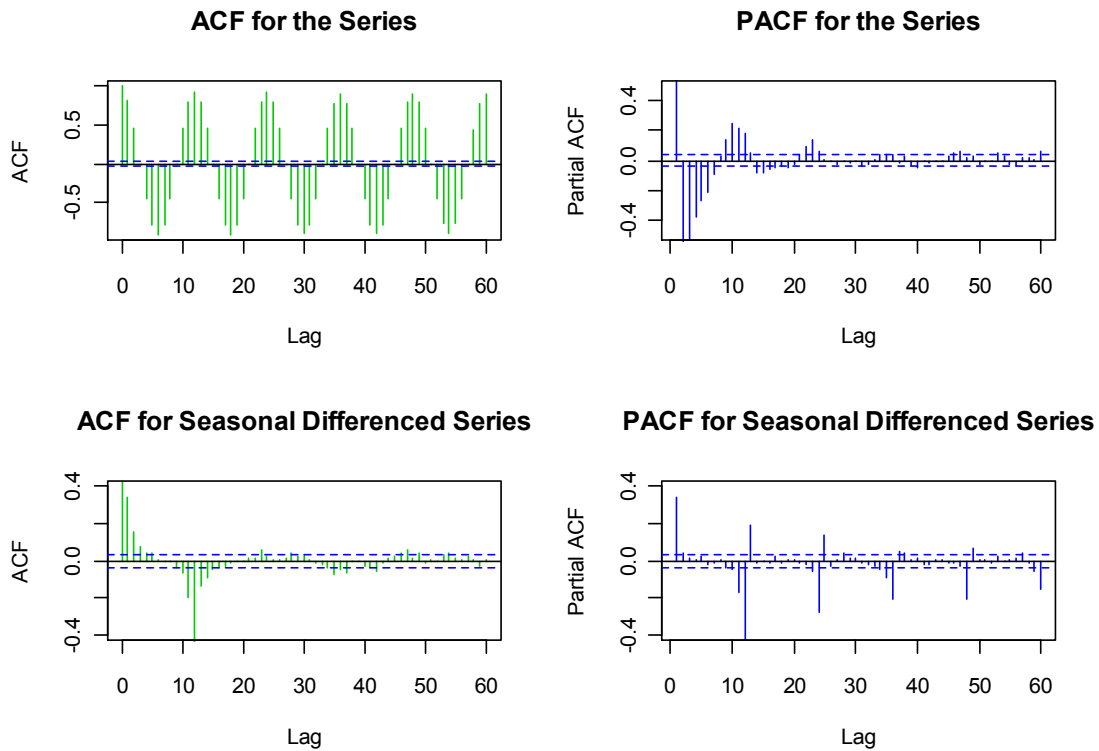 ACF for the Series
ACF
0.5
-0.5
0 10 20 30 40 50 60
Lag
PACF for the Series
Partial ACF
0.4
0.0
-0.4
0 10 20 30 40 50 60
Lag
ACF for Seasonal Differenced Series
ACF
0.4
0.0
-0.4
0 10 20 30 40 50 60
Lag
PACF for Seasonal Differenced Series
Partial ACF
0.4
0.0
-0.4
0 10 20 30 40 50 60
Lag